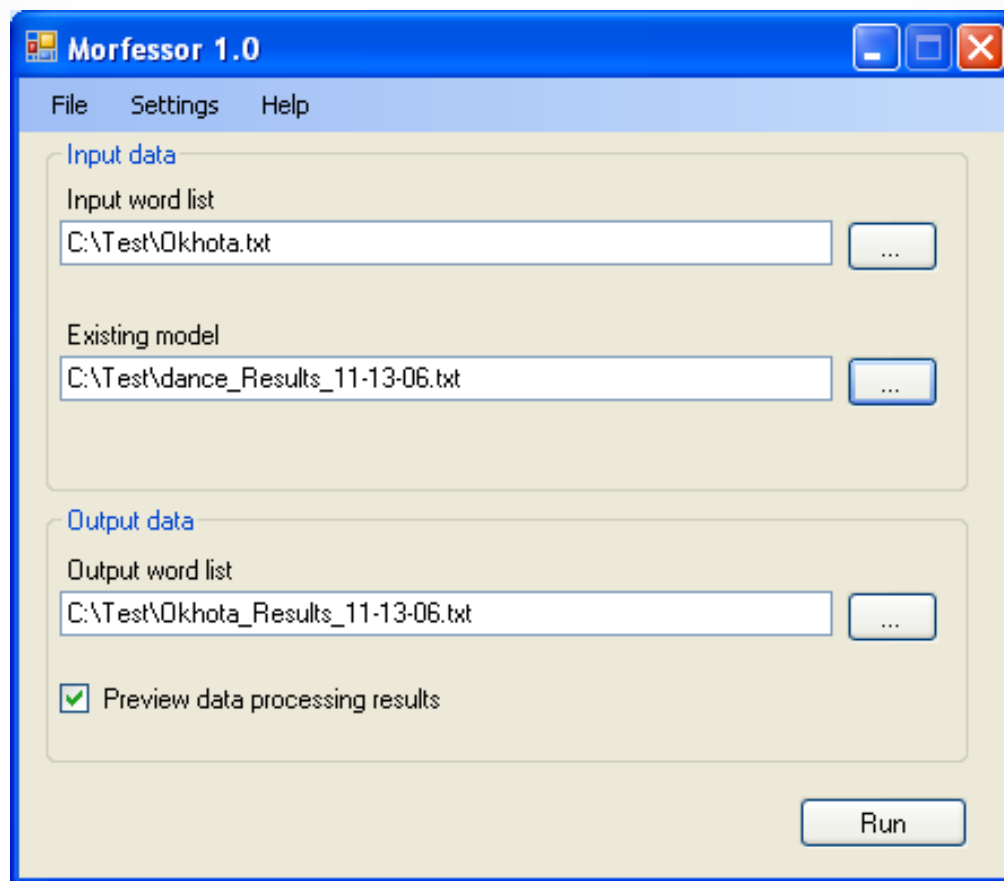 Morfessor 1.0
File Settings Help
Input data
Input word list
C:\Test\Okhota.txt
...
Existing model
C:\Test\dance_Results_11-13-06.txt
...
Output data
Output word list
C:\Test\Okhota_Results_11-13-06.txt
...
Preview data processing results
Run